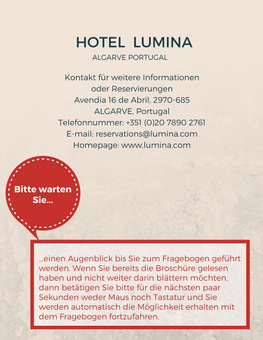 HOTEL LUMINA
ALGARVE PORTUGAL
Kontakt für weitere Informationen
oder Reservierungen
Avendia 16 de Abril, 2970-685
ALGARVE, Portugal
Telefonnummer: +351 (0)20 7890 2761
E-mail: reservations@lumina.com
Homepage: www.lumina.com
Bitte warten
Sie...
...einen Augenblick bis Sie zum Fragebogen geführt
werden. Wenn Sie bereits die Broschüre gelesen
haben und nicht weiter darin blättern möchten,
dann betätigen Sie bitte für die nächsten paar
Sekunden weder Maus noch Tastatur und Sie
werden automatisch die Möglichkeit erhalten mit
dem Fragebogen fortzufahren.